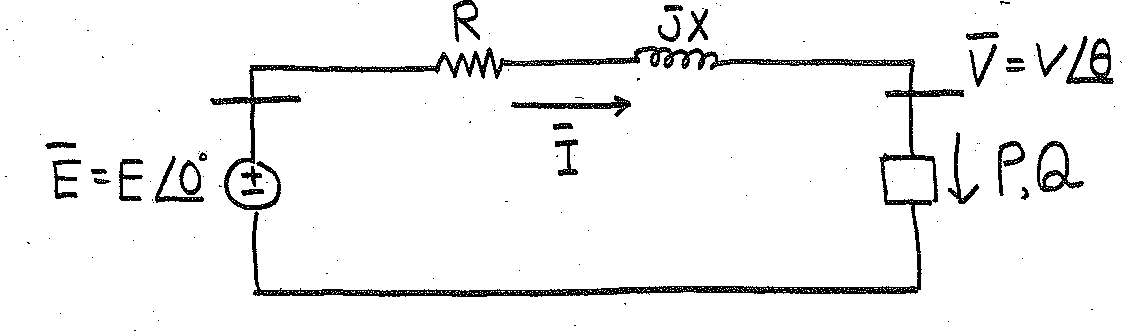 R
jX
V̅ = V∠θ
I̅
E̅ = E∠0°
P, Q